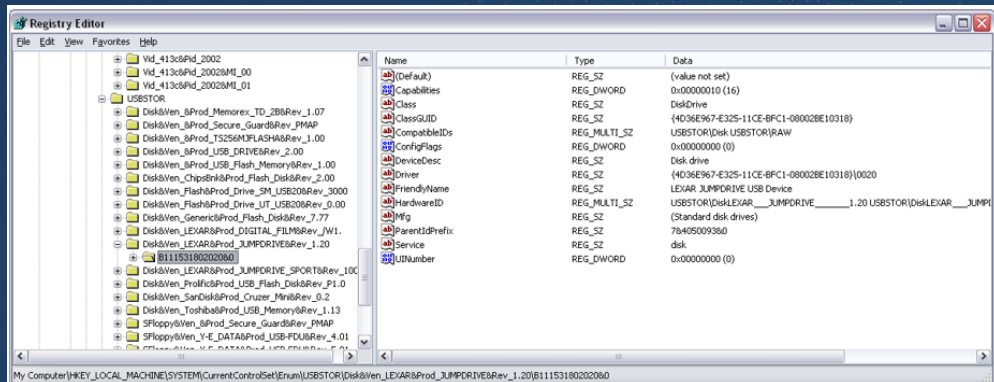 Registry Editor
File Edit View Favorites Help
Vid_413c&Pid_2002
Vid_413c&Pid_2002&MI_00
Vid_413c&Pid_2002&MI_01
USBSTOR
Disk&Ven_&Prod_Memorex_TD_2B&Rev_1.07
Disk&Ven_&Prod_Secure_Guard&Rev_PMAP
Disk&Ven_&Prod_TS256MJFLASHA&Rev_1.00
Disk&Ven_&Prod_USB_DRIVE&Rev_2.00
Disk&Ven_&Prod_USB_Flash_Memory&Rev_1.00
Disk&Ven_ChipsBnk&Prod_Flash_Disk&Rev_2.00
Disk&Ven_Flash&Prod_Drive_SM_USB20&Rev_3000
Disk&Ven_Flash&Prod_Drive_UT_USB20&Rev_0.00
Disk&Ven_Generic&Prod_Flash_Disk&Rev_7.77
Disk&Ven_LEXAR&Prod_DIGITAL_FILM&Rev_/W1.
Disk&Ven_LEXAR&Prod_JUMPDRIVE&Rev_1.20
B111531802020&0
Disk&Ven_LEXAR&Prod_JUMPDRIVE_SPORT&Rev_100
Disk&Ven_Prolific&Prod_USB_Flash_Disk&Rev_P1.0
Disk&Ven_SanDisk&Prod_Cruzer_Mini&Rev_0.2
Disk&Ven_Toshiba&Prod_USB_Memory&Rev_1.13
SFloppy&Ven_&Prod_Secure_Guard&Rev_PMAP
SFloppy&Ven_Y-E_DATA&Prod_USB-FDU&Rev_4.01
Name Type Data
(Default) REG_SZ (value not set)
Capabilities REG_DWORD 0x00000010 (16)
Class REG_SZ DiskDrive
ClassGUID REG_SZ {4D36E967-E325-11CE-BFC1-08002BE10318}
CompatibleIDs REG_MULTI_SZ USBSTOR\Disk USBSTOR\RAW
ConfigFlags REG_DWORD 0x00000000 (0)
DeviceDesc REG_SZ Disk drive
Driver REG_SZ {4D36E967-E325-11CE-BFC1-08002BE10318}\0020
FriendlyName REG_SZ LEXAR JUMPDRIVE USB Device
HardwareID REG_MULTI_SZ USBSTOR\DiskLEXAR___JUMPDRIVE_______1.20 USBSTOR\DiskLEXAR___JUMPI
Mfg REG_SZ (Standard disk drives)
ParentIdPrefix REG_SZ 7&4050093&0
Service REG_SZ disk
UINumber REG_DWORD 0x00000000 (0)
My Computer\HKEY_LOCAL_MACHINE\SYSTEM\CurrentControlSet\Enum\USBSTOR\Disk&Ven_LEXAR&Prod_JUMPDRIVE&Rev_1.20\B111531802020&0